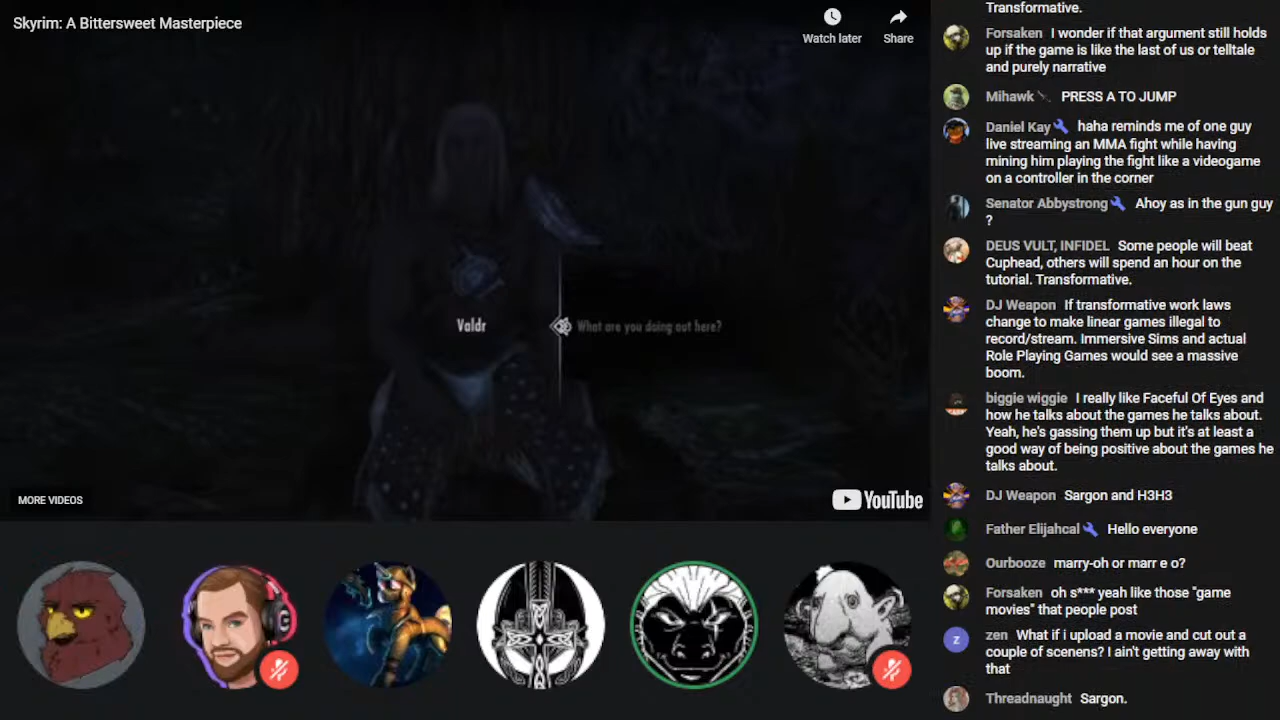 Skyrim: A Bittersweet Masterpiece
Watch later
Share
Valdr
What are you doing out here?
MORE VIDEOS
YouTube
Transformative.
Forsaken I wonder if that argument still holds
up if the game is like the last of us or telltale
and purely narrative
Mihawk PRESS A TO JUMP
Daniel Kay haha reminds me of one guy
live streaming an MMA fight while having
mining him playing the fight like a videogame
on a controller in the corner
Senator Abbystrong Ahoy as in the gun guy
?
DEUS VULT, INFIDEL Some people will beat
Cuphead, others will spend an hour on the
tutorial. Transformative.
DJ Weapon If transformative work laws
change to make linear games illegal to
record/stream. Immersive Sims and actual
Role Playing Games would see a massive
boom.
biggie wiggie I really like Faceful Of Eyes and
how he talks about the games he talks about.
Yeah, he's gassing them up but it's at least a
good way of being positive about the games he
talks about.
DJ Weapon Sargon and H3H3
Father Elijahcal Hello everyone
Ourbooze marry-oh or marr e o?
Forsaken oh s*** yeah like those "game
movies" that people post
z
zen What if i upload a movie and cut out a
couple of scenens? I ain't getting away with
that
Threadnaught Sargon.